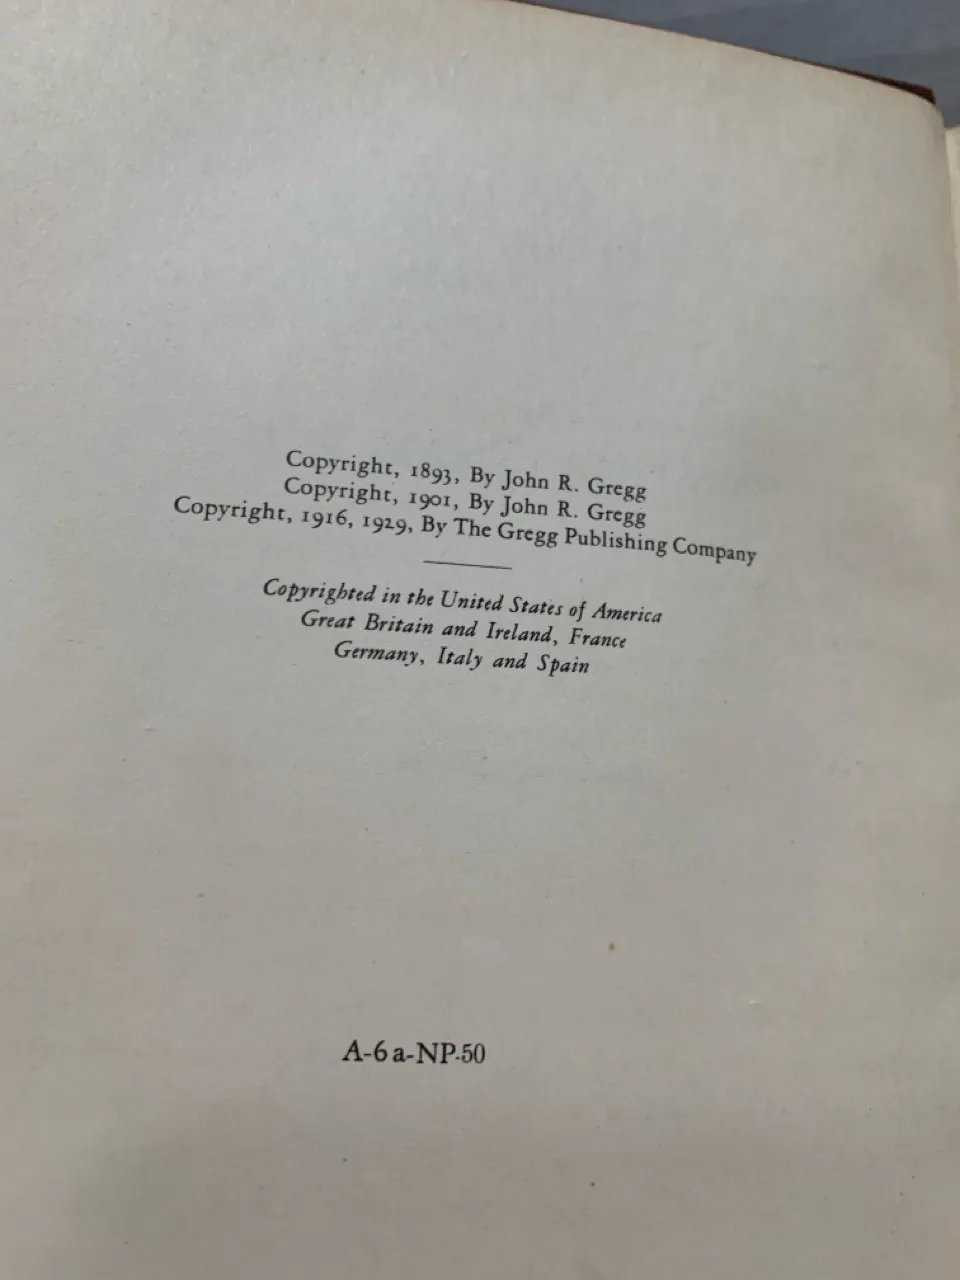 Copyright, 1893, By John R. Gregg
Copyright, 1901, By John R. Gregg
Copyright, 1916, 1929, By The Gregg Publishing Company
Copyrighted in the United States of America
Great Britain and Ireland, France
Germany, Italy and Spain
A-6a-NP-50